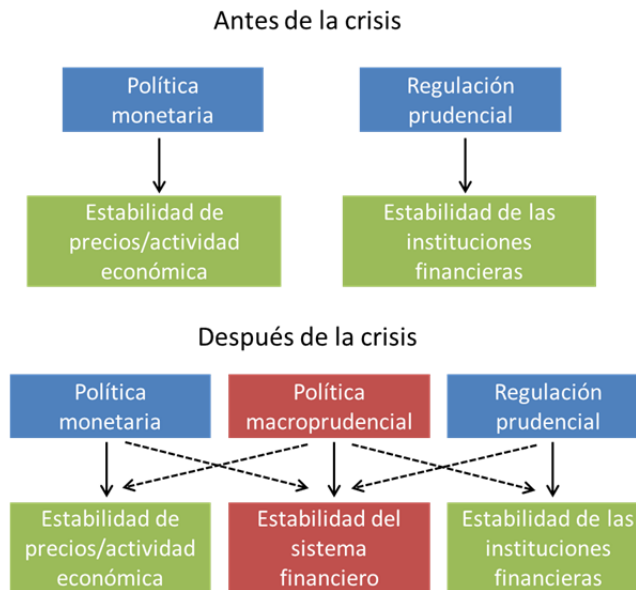 Antes de la crisis
Política
monetaria
Regulación
prudencial
Estabilidad de
precios/actividad
económica
Estabilidad de las
instituciones
financieras
Después de la crisis
Política
monetaria
Política
macroprudencial
Regulación
prudencial
Estabilidad de
precios/actividad
económica
Estabilidad del
sistema
financiero
Estabilidad de las
instituciones
financieras